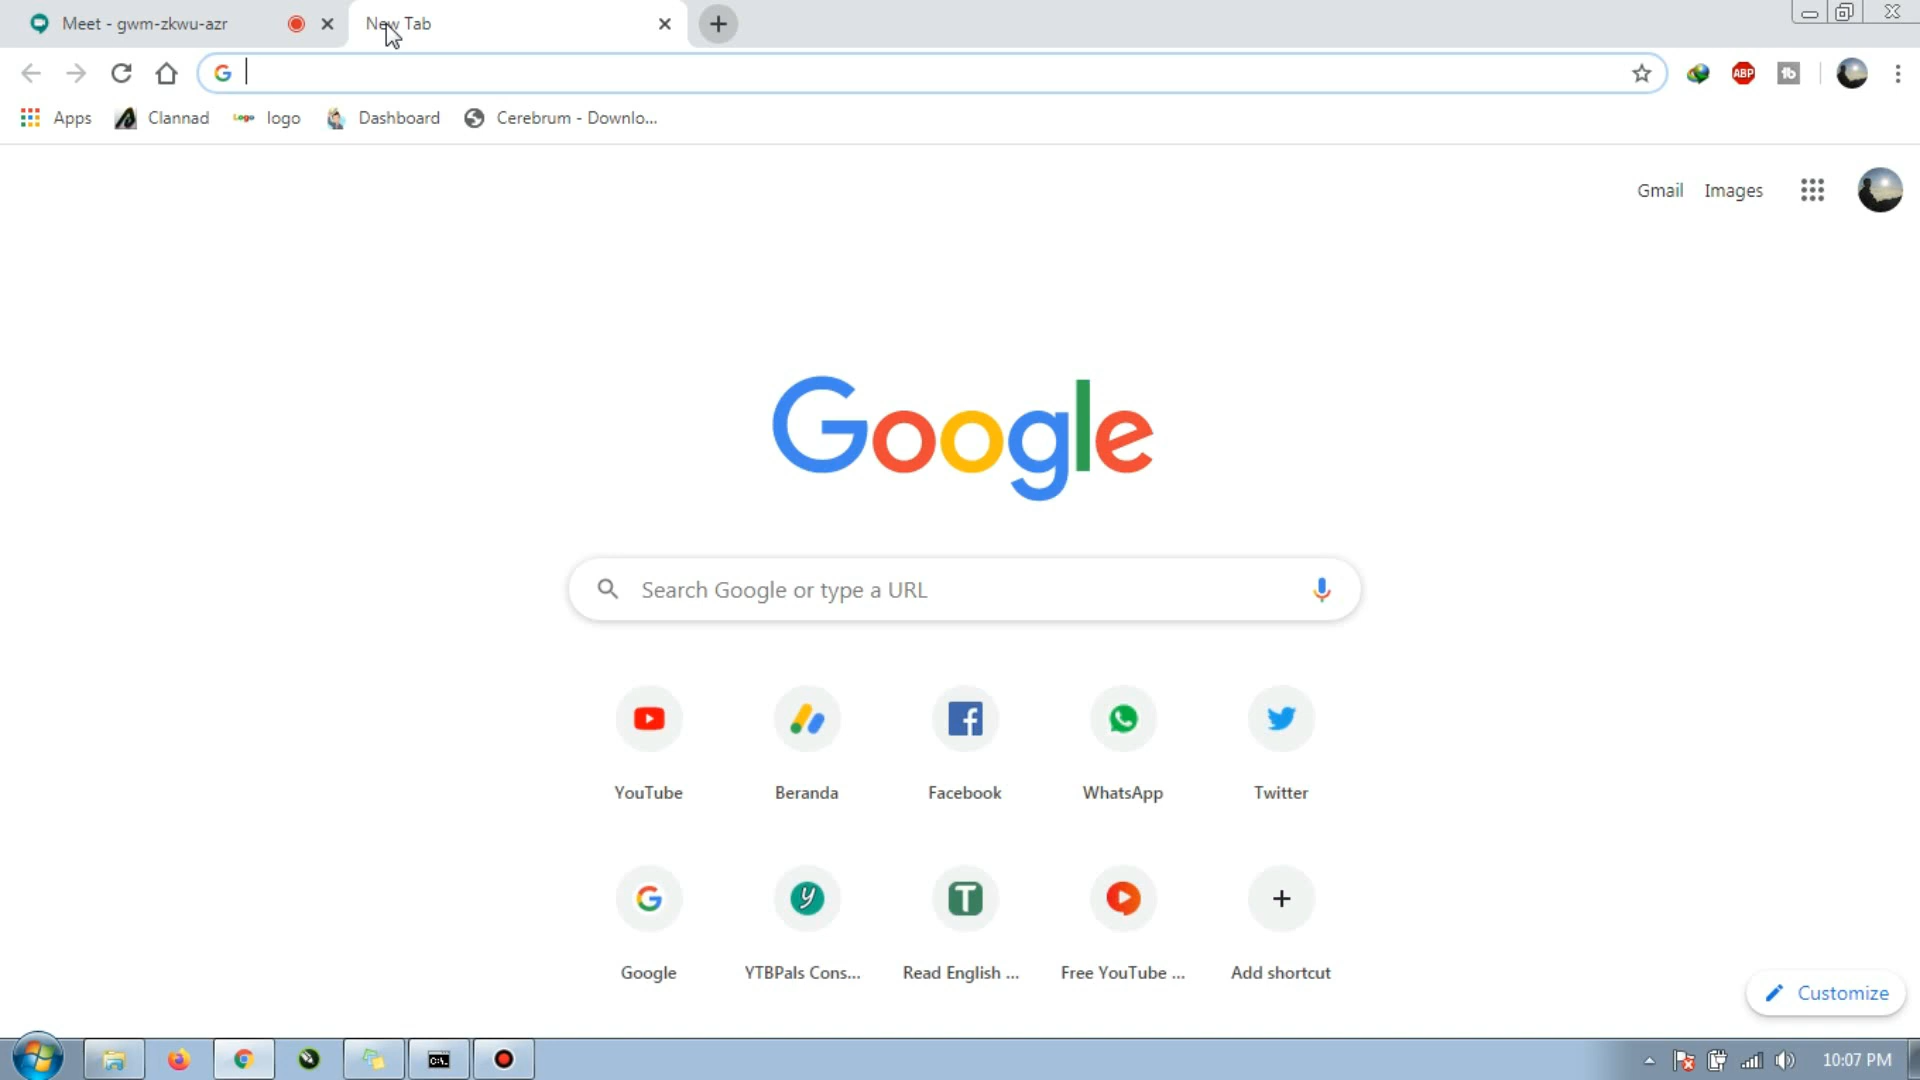 Meet - gwm-zkwu-azr
New Tab
Apps
Clannad
logo
Dashboard
Cerebrum - Downlo...
ABP
Gmail
Images
Google
Search Google or type a URL
YouTube
Beranda
Facebook
WhatsApp
Twitter
Google
YTBPals Cons...
Read English ...
Free YouTube ...
Add shortcut
Customize
10:07 PM